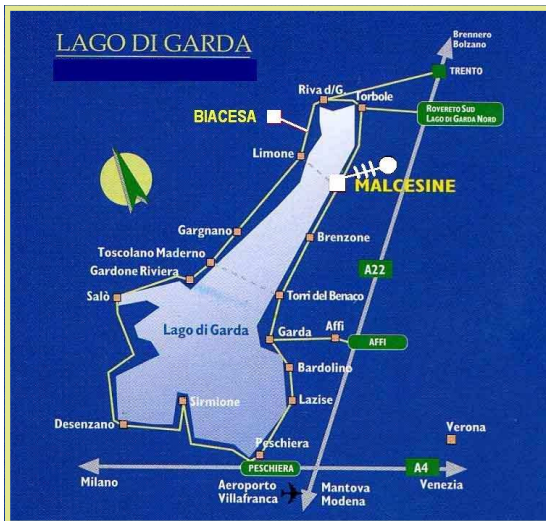 LAGO DI GARDA
Brennero
Bolzano
TRENTO
Riva d/G.
Torbole
ROVERETO SUD
LAGO DI GARDA NORD
BIACESA
Limone
MALCESINE
Gargnano
Brenzone
Toscolano Maderno
Gardone Riviera
A22
Salò
Torri del Benaco
Lago di Garda
Garda
Affi
AFFI
Bardolino
Sirmione
Lazise
Desenzano
Verona
Peschiera
PESCHIERA
A4
Milano
Aeroporto
Villafranca
Mantova
Modena
Venezia